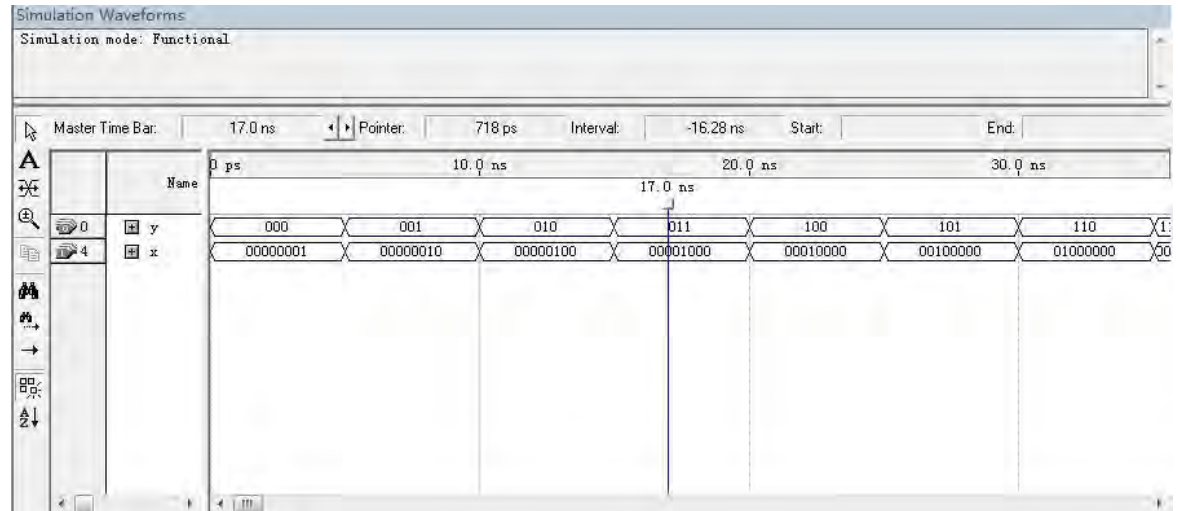 Simulation Waveforms
Simulation mode: Functional
Master Time Bar: 17.0 ns Pointer: 718 ps Interval: -16.28 ns Start: End:
A
Name
0 ps 10.0 ns 20.0 ns 30.0 ns
17.0 ns
0 y 000 001 010 011 100 101 110 11
4 x 00000001 00000010 00000100 00001000 00010000 00100000 01000000 00